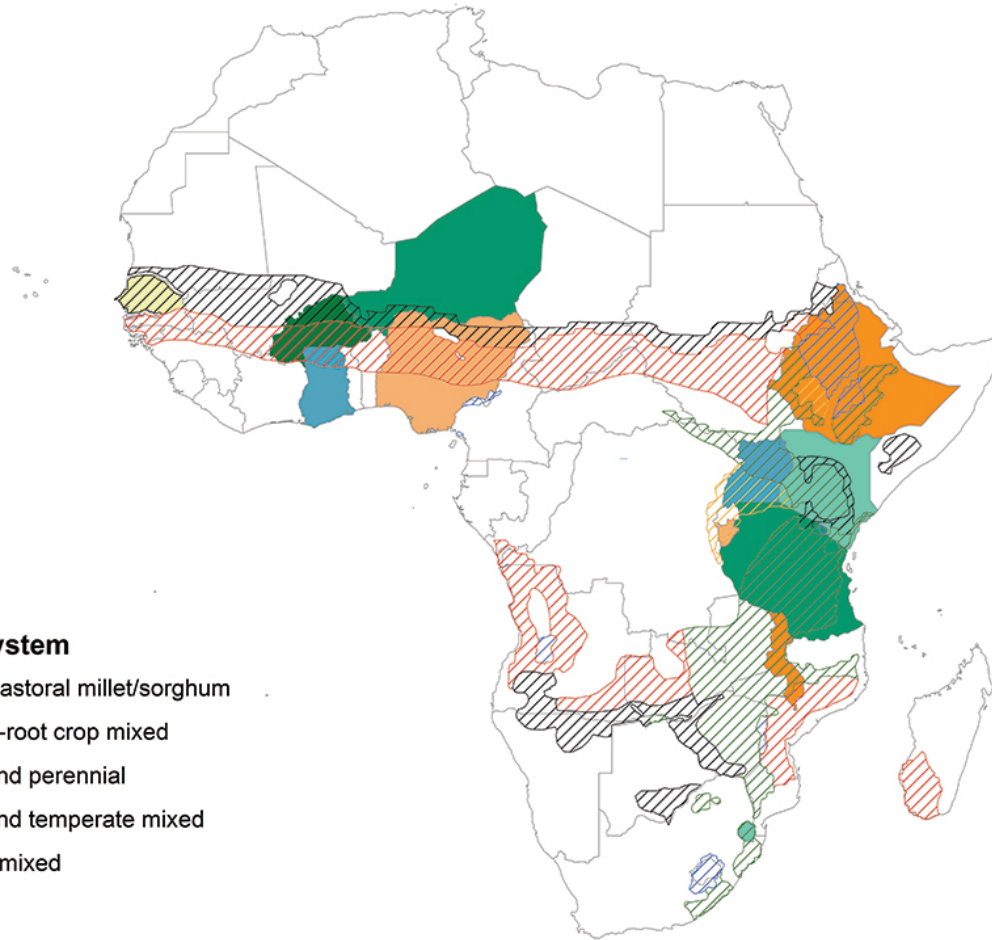 ystem
astoral millet/sorghum
-root crop mixed
nd perennial
nd temperate mixed
mixed